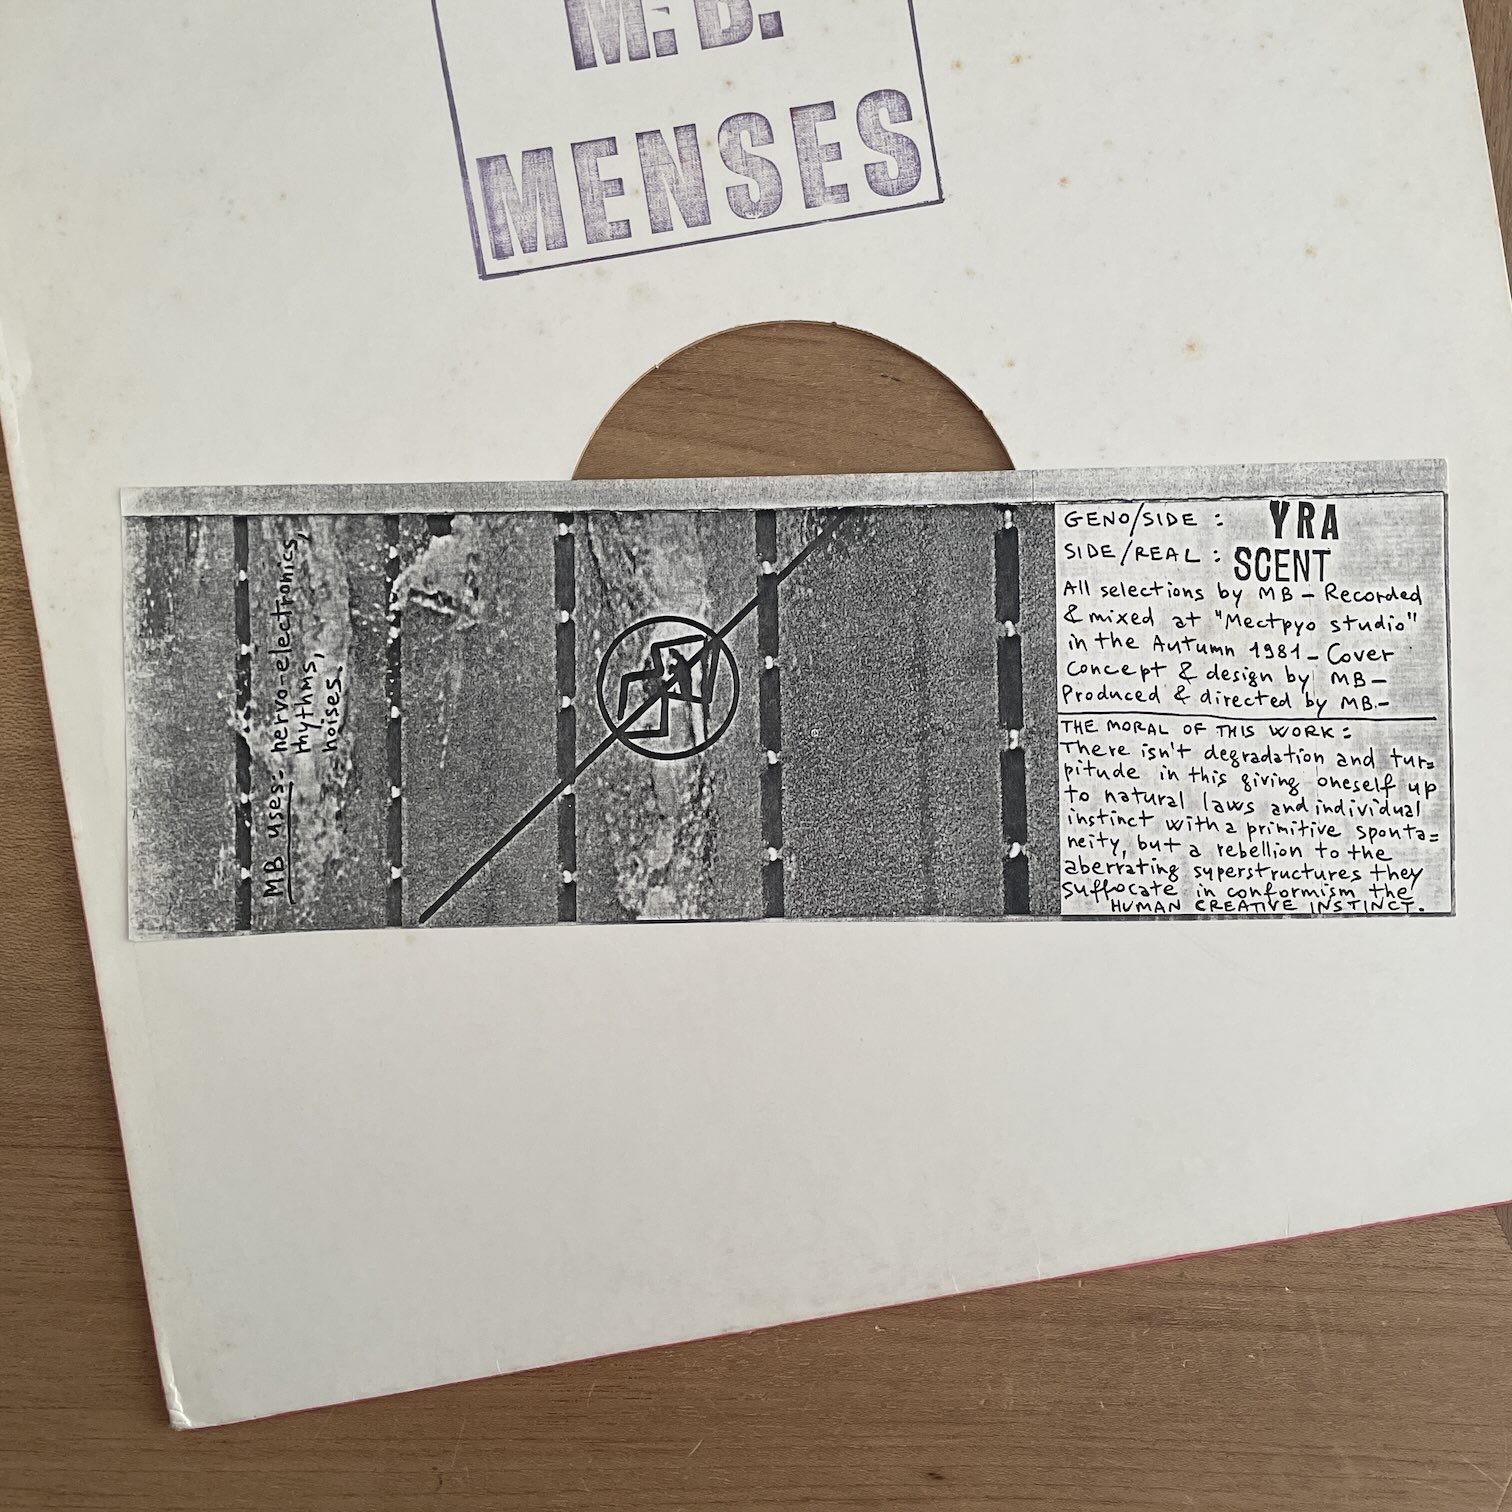 M.B.
MENSES
MB uses: nervo-electronics,
rhythms,
noises.
GENO/SIDE : YRA
SIDE/REAL : SCENT
All selections by MB — Recorded
& mixed at "Mectpyo studio"
in the Autumn 1981 — Cover
Concept & design by MB —
Produced & directed by MB.-
THE MORAL OF THIS WORK :
There isn't degradation and tur=
pitude in this giving oneself up
to natural laws and individual
instinct with a primitive sponta=
neity, but a rebellion to the
aberrating superstructures they
suffocate in conformism the
HUMAN CREATIVE INSTINCT.